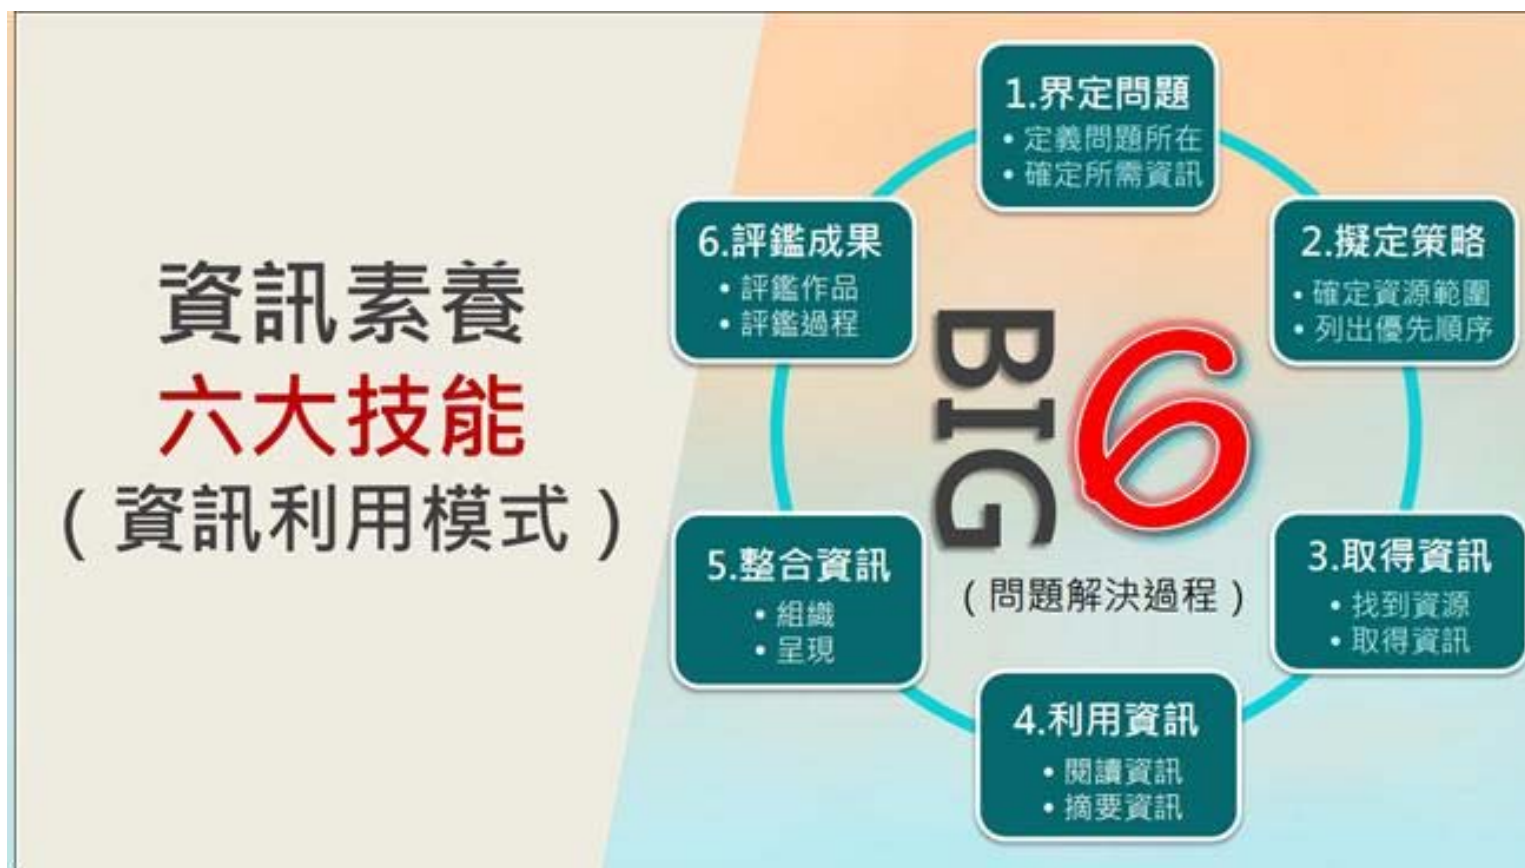 資訊素養
六大技能
(資訊利用模式)
1.界定問題
• 定義問題所在
• 確定所需資訊
2.擬定策略
• 確定資源範圍
• 列出優先順序
3.取得資訊
• 找到資源
• 取得資訊
4.利用資訊
• 閱讀資訊
• 摘要資訊
5.整合資訊
• 組織
• 呈現
6.評鑑成果
• 評鑑作品
• 評鑑過程
BIG 6
(問題解決過程)